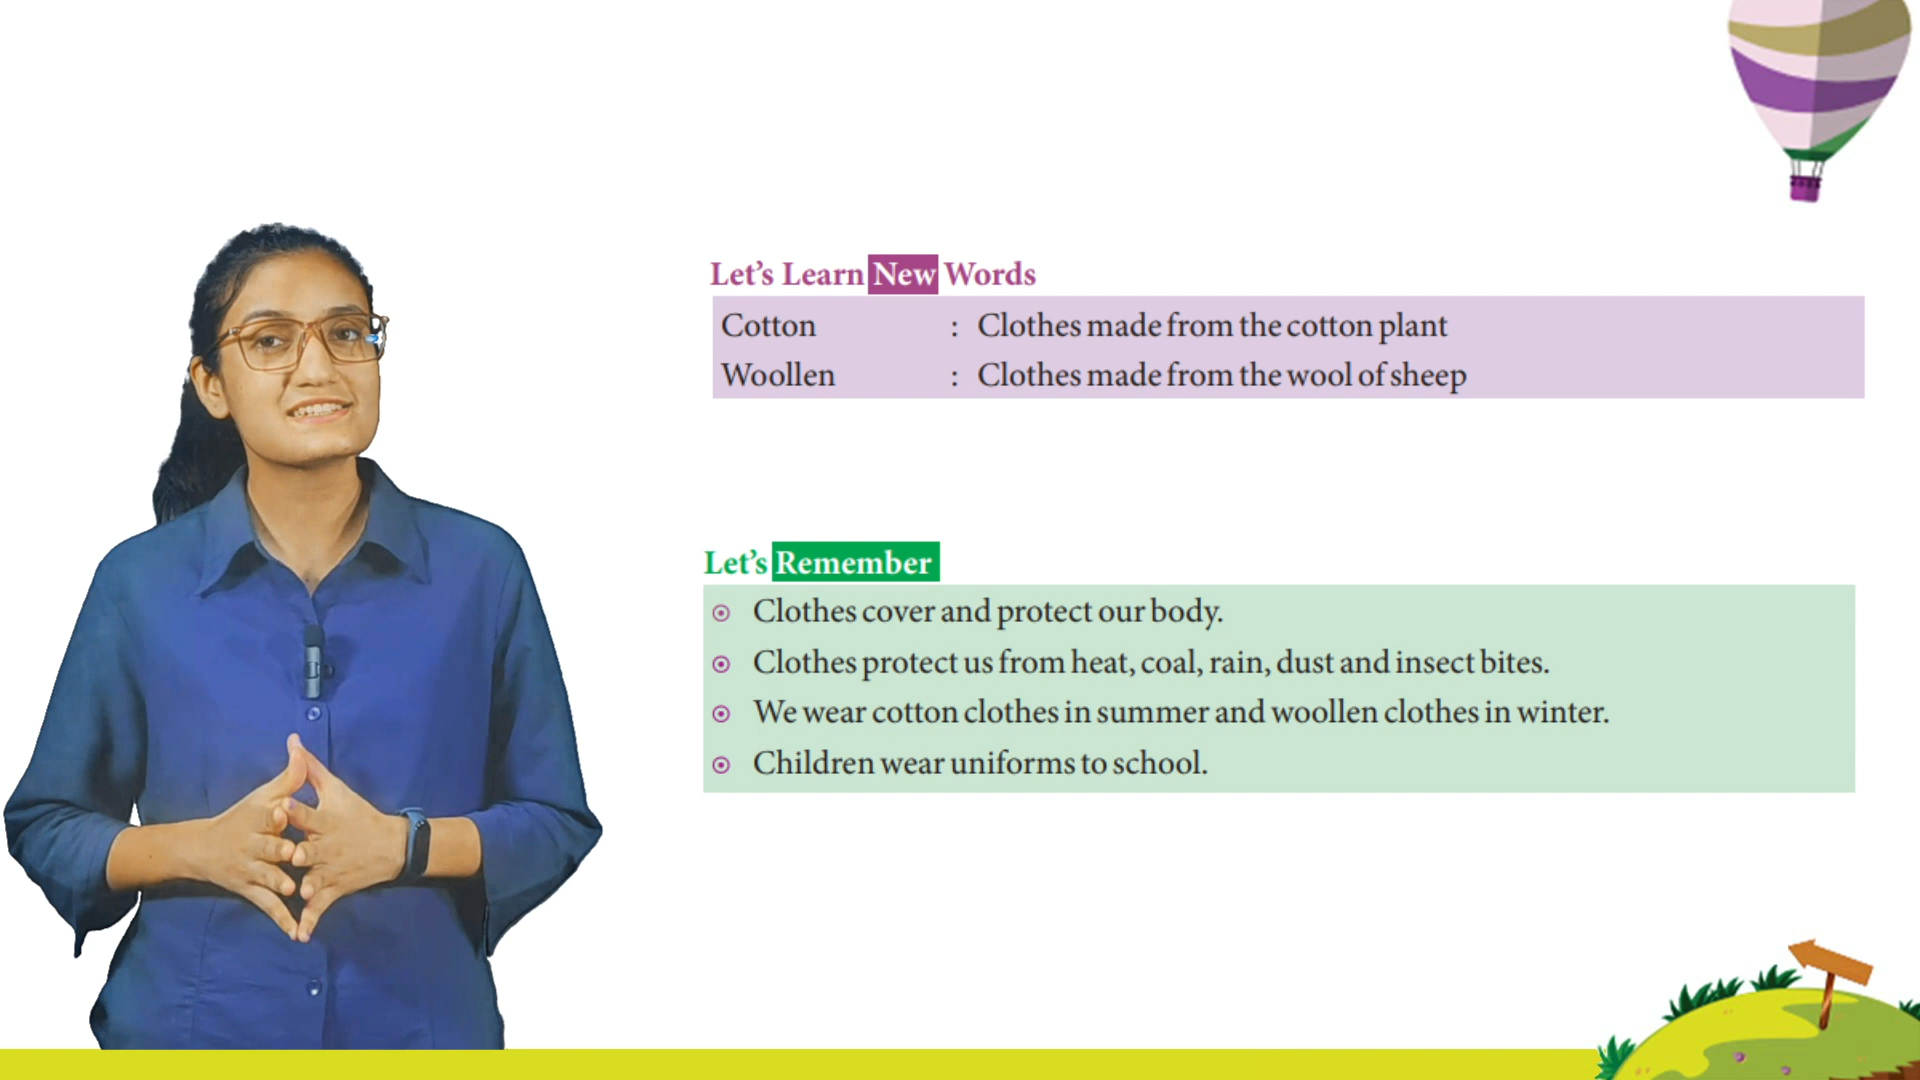 Let's Learn New Words
Cotton : Clothes made from the cotton plant
Woollen : Clothes made from the wool of sheep
Let's Remember
Clothes cover and protect our body.
Clothes protect us from heat, coal, rain, dust and insect bites.
We wear cotton clothes in summer and woollen clothes in winter.
Children wear uniforms to school.